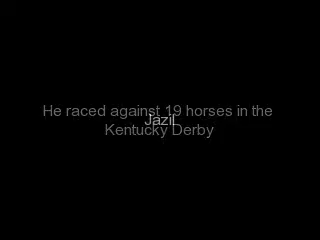 He raced against 19 horses in the
Jazil
Kentucky Derby